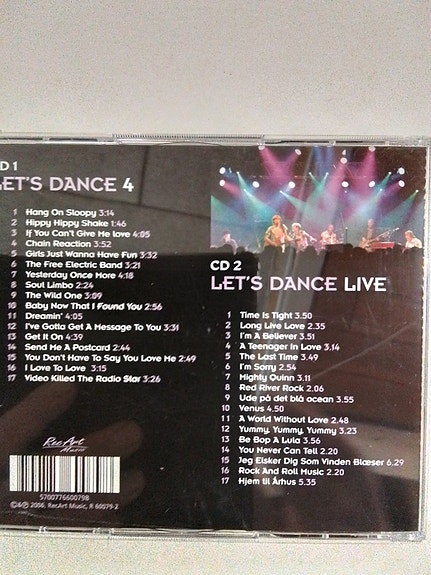 CD 1
LET'S DANCE 4
1 Hang On Sloopy 3:14
2 Hippy Hippy Shake 1:46
3 If You Can't Give Me love 4:05
4 Chain Reaction 3:52
5 Girls Just Wanna Have Fun 3:32
6 The Free Electric Band 3:21
7 Yesterday Once More 4:18
8 Soul Limbo 2:24
9 The Wild One 3:09
10 Baby Now That I Found You 2:56
11 Dreamin' 4:05
12 I've Gotta Get A Message To You 3:31
13 Get It On 4:39
14 Send Me A Postcard 2:44
15 You Don't Have To Say You Love Me 2:49
16 I Love To Love 3:15
17 Video Killed The Radio Star 3:26
RecArt
Music
5700776600798
©℗ 2006, RecArt Music, R 60079-2
CD 2
LET'S DANCE LIVE
1 Time Is Tight 3.50
2 Long Live Love 2.35
3 I'm A Believer 3.51
4 A Teenager In Love 3.14
5 The Last Time 3.49
6 I'm Sorry 2.54
7 Mighty Quinn 3.11
8 Red River Rock 2.06
9 Ude på det blå ocean 3.55
10 Venus 4.50
11 A World Without Love 2.48
12 Yummy, Yummy, Yummy 3.23
13 Be Bop A Lula 3.56
14 You Never Can Tell 2.20
15 Jeg Elsker Dig Som Vinden Blæser 6.29
16 Rock And Roll Music 2.20
17 Hjem til Århus 5.35